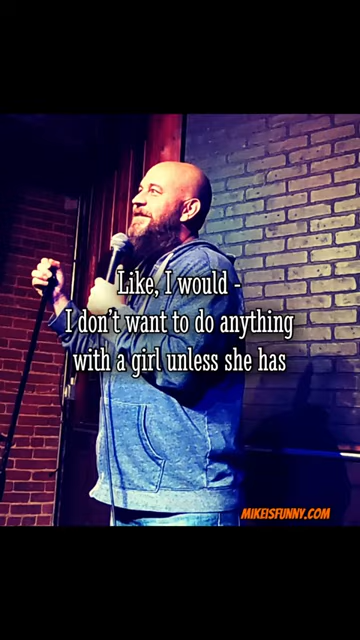 Like, I would -
I don't want to do anything
with a girl unless she has
MIKEISFUNNY.COM